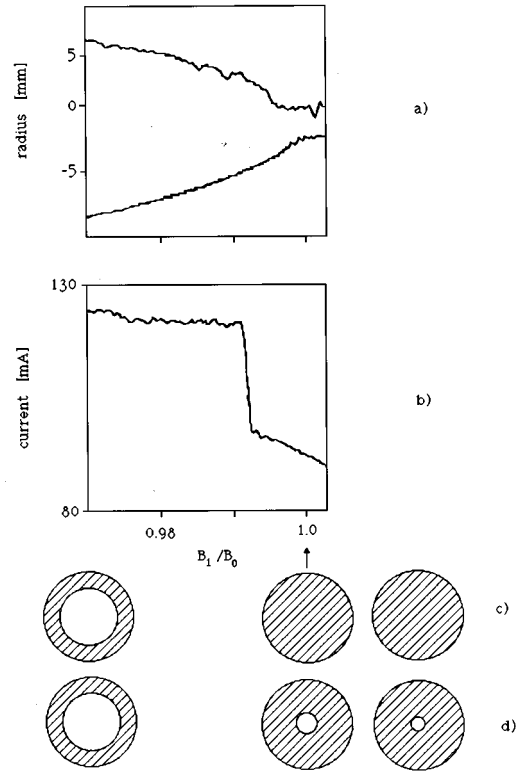 5
0
-5
radius [mm]
a)
130
80
current [mA]
b)
0.98
1.0
B₁/B₀
c)
d)